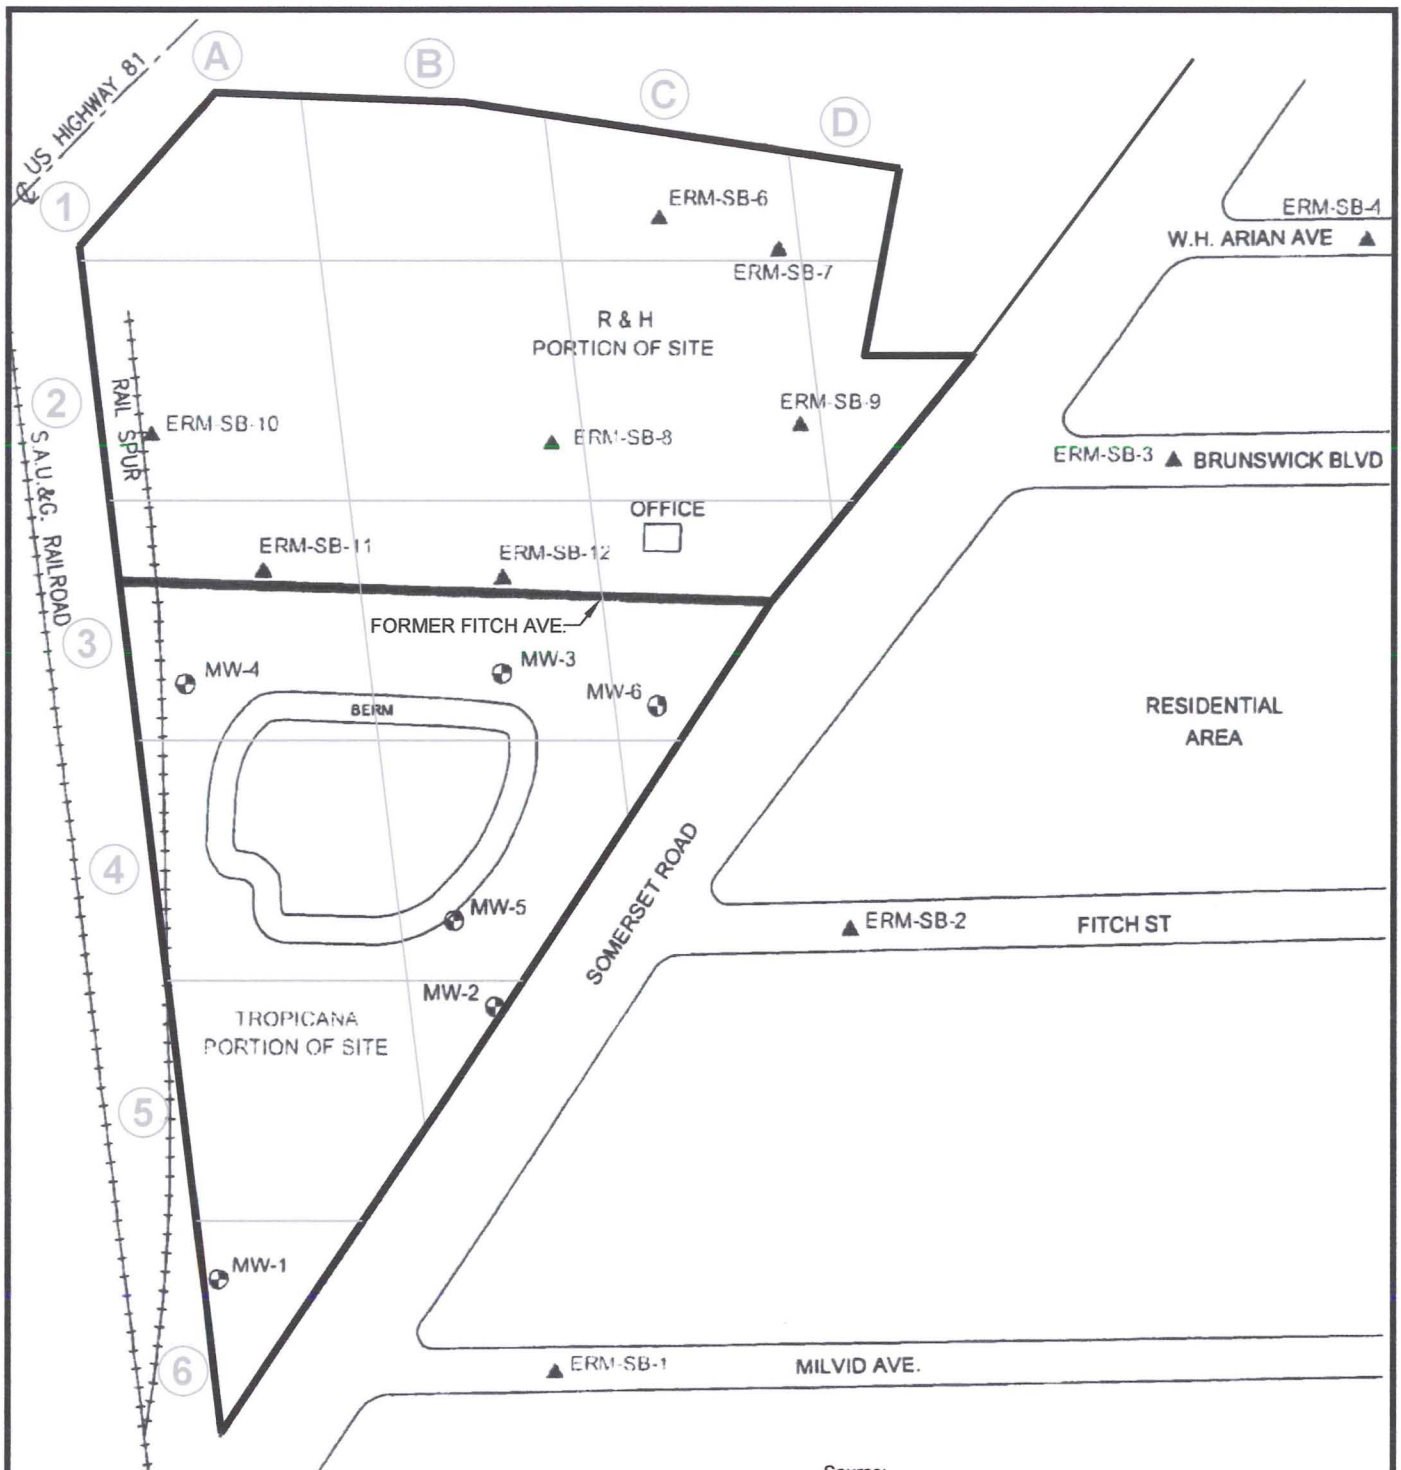 A
B
C
D
US HIGHWAY 81
1
ERM-SB-6
ERM-SB-4
W.H. ARIAN AVE
ERM-SB-7
R & H
PORTION OF SITE
RAIL SPUR
2
ERM-SB-10
ERM-SB-9
ERM-SB-8
S.A.U.&G. RAILROAD
ERM-SB-3
BRUNSWICK BLVD
OFFICE
ERM-SB-11
ERM-SB-12
FORMER FITCH AVE.
3
MW-4
MW-3
MW-6
BERM
RESIDENTIAL
AREA
4
SOMERSET ROAD
MW-5
ERM-SB-2
FITCH ST
MW-2
TROPICANA
PORTION OF SITE
5
MW-1
6
ERM-SB-1
MILVID AVE.